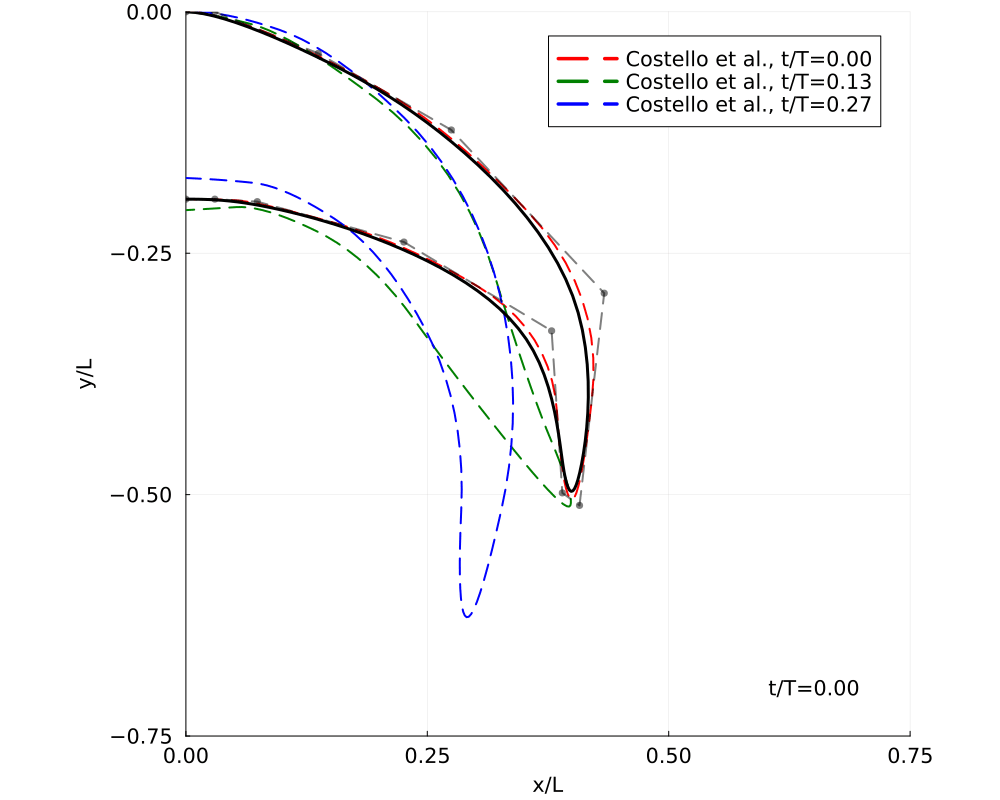 0.00
Costello et al., t/T=0.00
Costello et al., t/T=0.13
Costello et al., t/T=0.27
−0.25
y/L
−0.50
t/T=0.00
−0.75
0.00 0.25 0.50 0.75
x/L